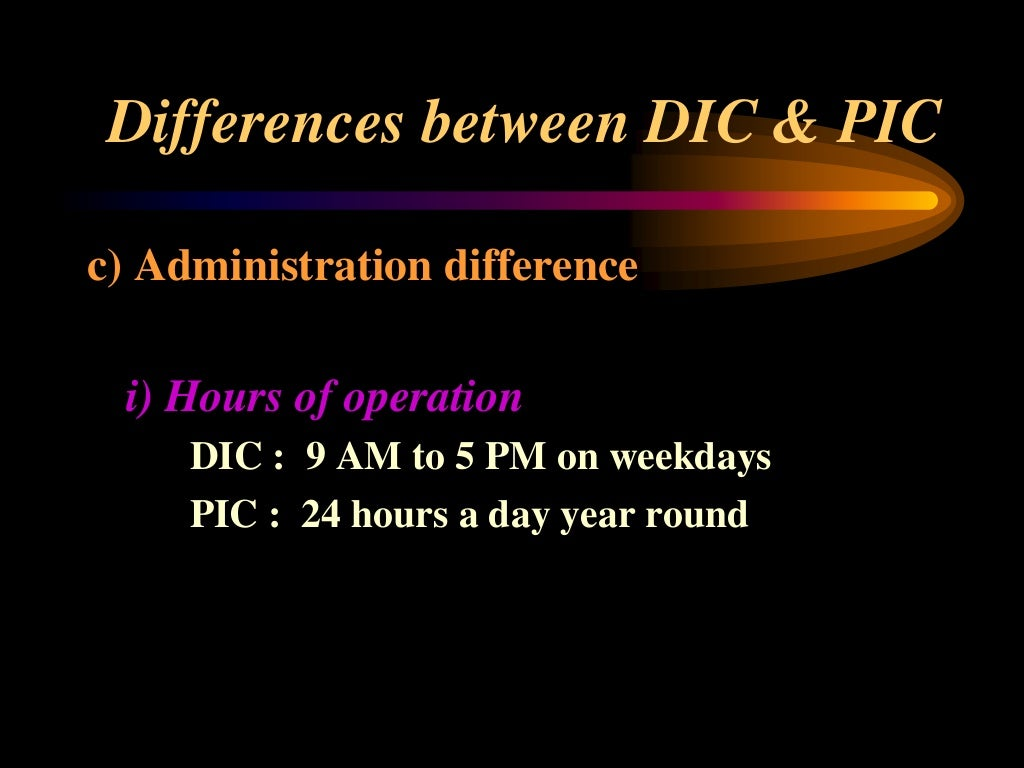 Differences between DIC & PIC
c) Administration difference
i) Hours of operation
DIC :  9 AM to 5 PM on weekdays
PIC :  24 hours a day year round